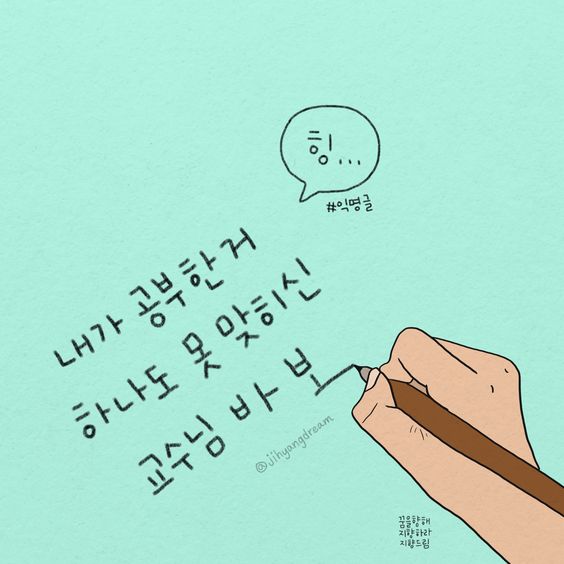 힝...
#익명글
내가 공부한거
하나도 못 맞히신
교수님 바보
@jihyangdream
꿈을향해
지향하라
지향드림